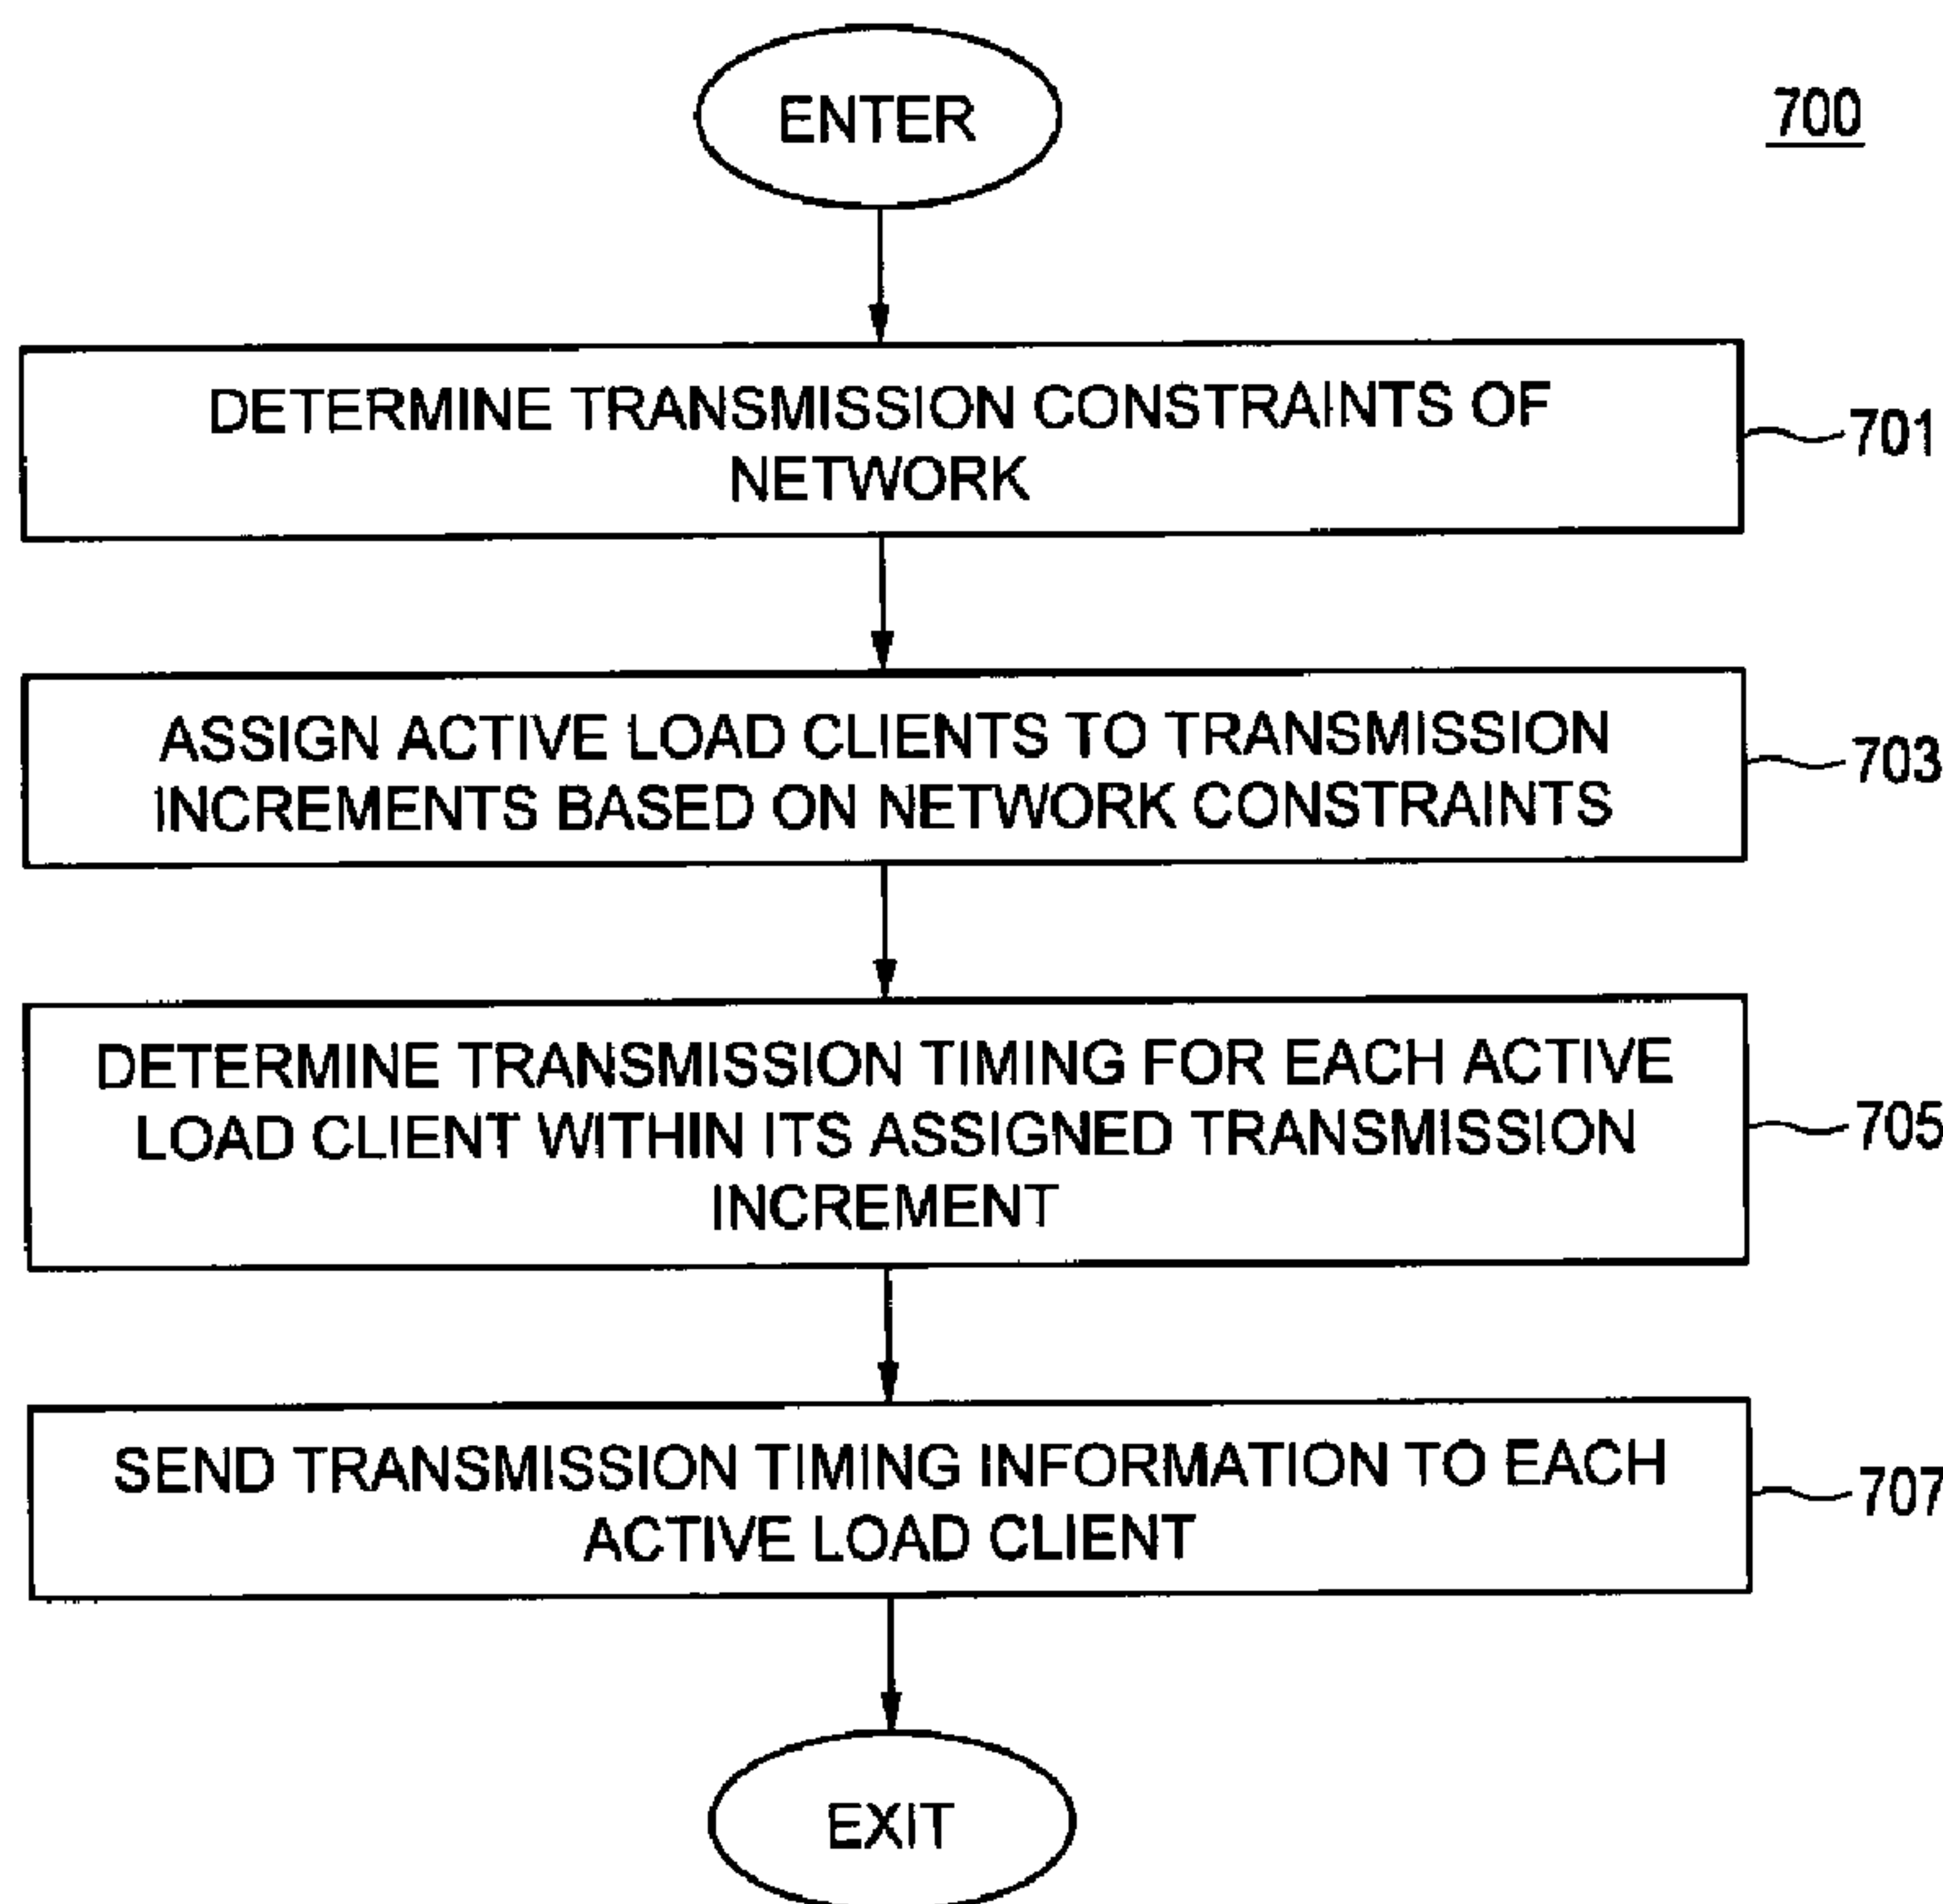 ENTER
700
DETERMINE TRANSMISSION CONSTRAINTS OF
NETWORK
701
ASSIGN ACTIVE LOAD CLIENTS TO TRANSMISSION
INCREMENTS BASED ON NETWORK CONSTRAINTS
703
DETERMINE TRANSMISSION TIMING FOR EACH ACTIVE
LOAD CLIENT WITHIN ITS ASSIGNED TRANSMISSION
INCREMENT
705
SEND TRANSMISSION TIMING INFORMATION TO EACH
ACTIVE LOAD CLIENT
707
EXIT